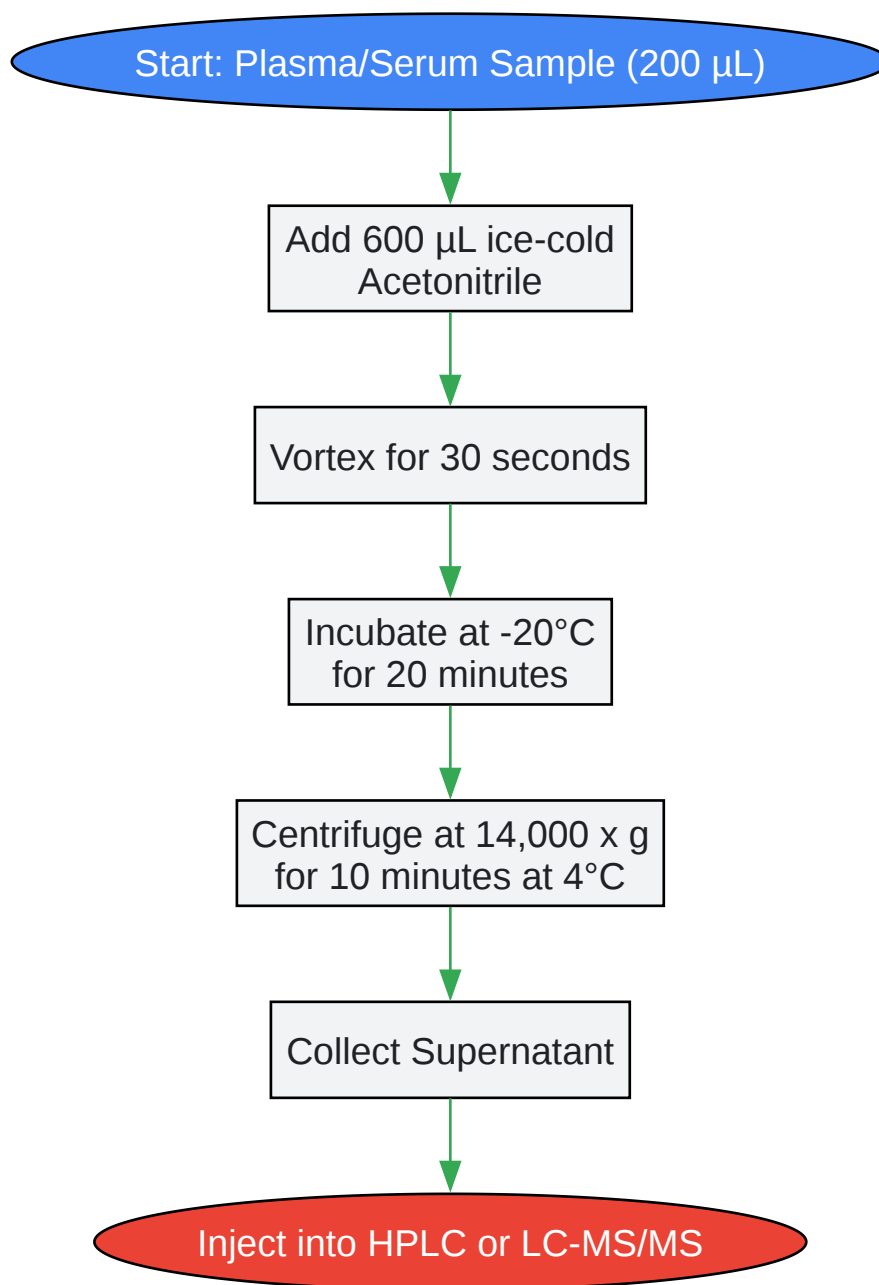 Start: Plasma/Serum Sample (200 µL)
Add 600 µL ice-cold
Acetonitrile
Vortex for 30 seconds
Incubate at -20°C
for 20 minutes
Centrifuge at 14,000 x g
for 10 minutes at 4°C
Collect Supernatant
Inject into HPLC or LC-MS/MS